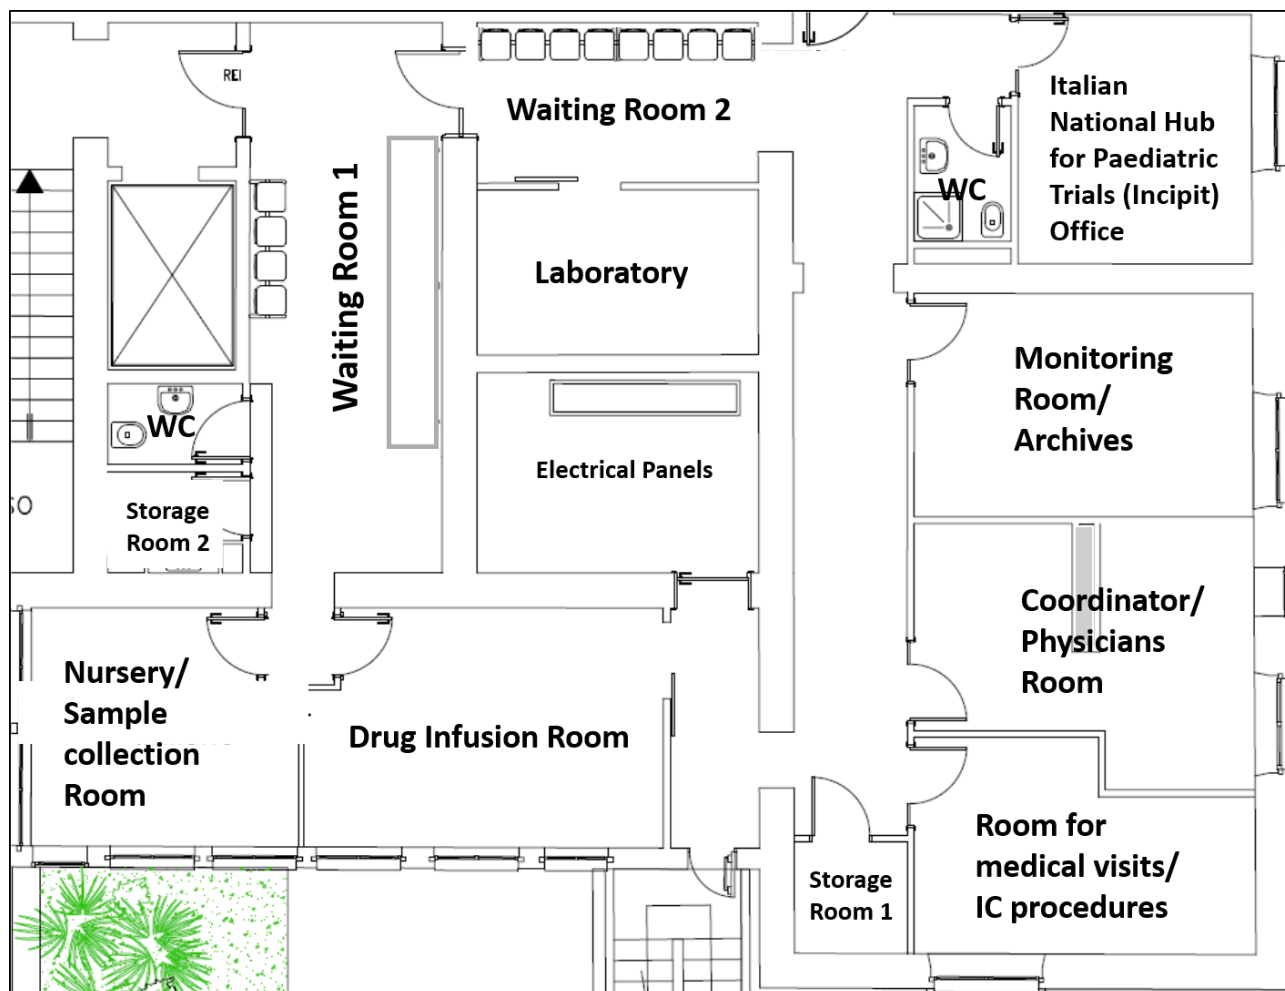 REI
Waiting Room 2
Italian
National Hub
for Paediatric
Trials (Incipit)
Office
WC
Waiting Room 1
Laboratory
Monitoring
Room/
Archives
WC
Electrical Panels
Storage
Room 2
Coordinator/
Physicians
Room
Nursery/
Sample
collection
Room
Drug Infusion Room
Room for
medical visits/
IC procedures
Storage
Room 1